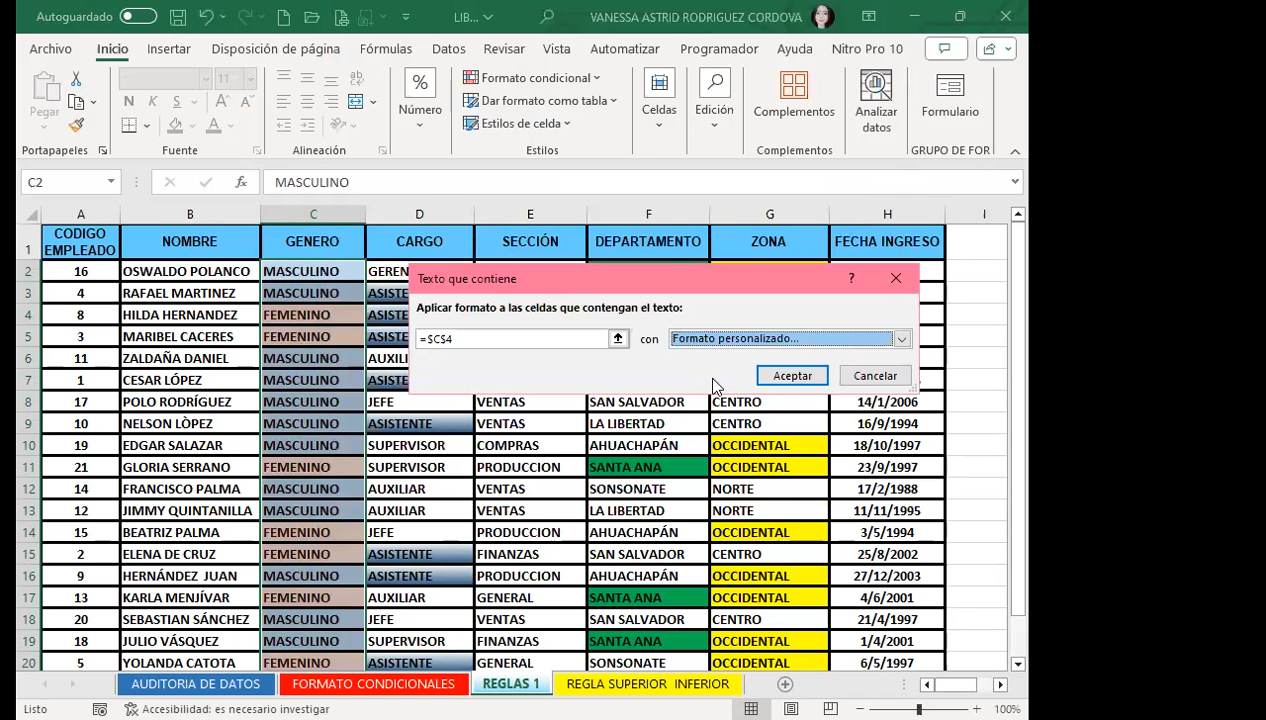 Autoguardado LIB... VANESSA ASTRID RODRIGUEZ CORDOVA
Archivo Inicio Insertar Disposición de página Fórmulas Datos Revisar Vista Automatizar Programador Ayuda Nitro Pro 10
Pegar
11
N K S
Número
Formato condicional
Dar formato como tabla
Estilos de celda
Celdas
Edición
Complementos
Analizar datos
Formulario
Portapapeles Fuente Alineación Estilos Complementos GRUPO DE FOR
C2 fx MASCULINO
A B C D E F G H I
1 CODIGO EMPLEADO NOMBRE GENERO CARGO SECCIÓN DEPARTAMENTO ZONA FECHA INGRESO
2 16 OSWALDO POLANCO MASCULINO GEREN
3 4 RAFAEL MARTINEZ MASCULINO ASISTE
4 8 HILDA HERNANDEZ FEMENINO ASISTE
5 3 MARIBEL CACERES FEMENINO ASISTE
6 11 ZALDAÑA DANIEL MASCULINO AUXILI
7 1 CESAR LÓPEZ MASCULINO ASISTE
Texto que contiene ?
Aplicar formato a las celdas que contengan el texto:
=$C$4 con Formato personalizado...
Aceptar Cancelar
8 17 POLO RODRÍGUEZ MASCULINO JEFE VENTAS SAN SALVADOR CENTRO 14/1/2006
9 10 NELSON LÒPEZ MASCULINO ASISTENTE VENTAS LA LIBERTAD CENTRO 16/9/1994
10 19 EDGAR SALAZAR MASCULINO SUPERVISOR COMPRAS AHUACHAPÁN OCCIDENTAL 18/10/1997
11 21 GLORIA SERRANO FEMENINO SUPERVISOR PRODUCCION SANTA ANA OCCIDENTAL 23/9/1997
12 14 FRANCISCO PALMA MASCULINO AUXILIAR VENTAS SONSONATE NORTE 17/2/1988
13 12 JIMMY QUINTANILLA MASCULINO AUXILIAR VENTAS LA LIBERTAD NORTE 11/11/1995
14 15 BEATRIZ PALMA FEMENINO JEFE PRODUCCION AHUACHAPÁN OCCIDENTAL 3/5/1994
15 2 ELENA DE CRUZ FEMENINO ASISTENTE FINANZAS SAN SALVADOR CENTRO 25/8/2002
16 9 HERNÁNDEZ JUAN MASCULINO ASISTENTE PRODUCCION AHUACHAPÁN OCCIDENTAL 27/12/2003
17 13 KARLA MENJÍVAR FEMENINO AUXILIAR GENERAL SANTA ANA OCCIDENTAL 4/6/2001
18 20 SEBASTIAN SÁNCHEZ MASCULINO JEFE VENTAS SAN SALVADOR CENTRO 21/4/1997
19 18 JULIO VÁSQUEZ MASCULINO SUPERVISOR FINANZAS SANTA ANA OCCIDENTAL 1/4/2001
20 5 YOLANDA CATOTA FEMENINO ASISTENTE GENERAL SONSONATE OCCIDENTAL 6/5/1997
AUDITORIA DE DATOS FORMATO CONDICIONALES REGLAS 1 REGLA SUPERIOR INFERIOR
Listo Accesibilidad: es necesario investigar 100%